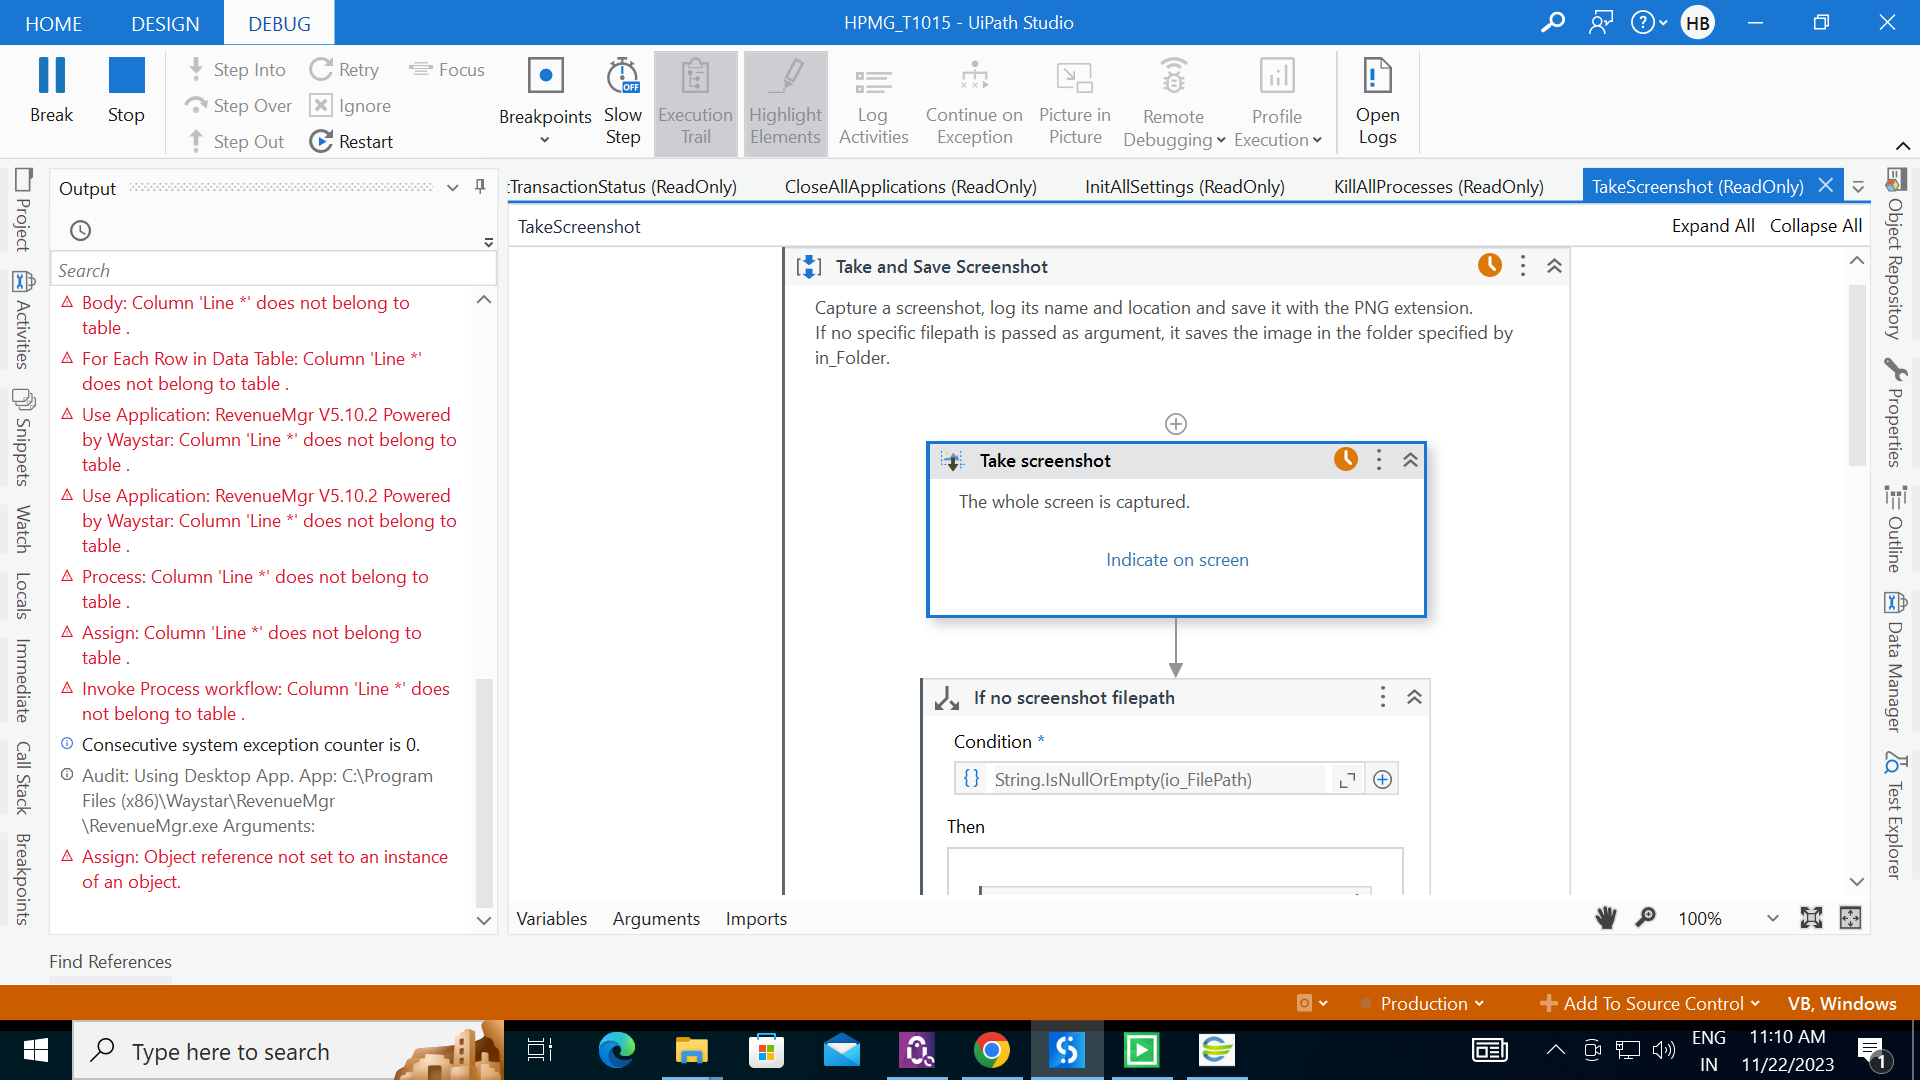 HOME DESIGN DEBUG
HPMG_T1015 - UiPath Studio
HB
Break
Stop
Step Into
Step Over
Step Out
Retry
Ignore
Restart
Focus
Breakpoints
Slow
Step
OFF
Execution
Trail
Highlight
Elements
Log
Activities
Continue on
Exception
Picture in
Picture
Remote
Debugging
Profile
Execution
Open
Logs
Project
Activities
Snippets
Watch
Locals
Immediate
Call Stack
Breakpoints
Output
Search
Body: Column 'Line *' does not belong to
table .
For Each Row in Data Table: Column 'Line *'
does not belong to table .
Use Application: RevenueMgr V5.10.2 Powered
by Waystar: Column 'Line *' does not belong to
table .
Use Application: RevenueMgr V5.10.2 Powered
by Waystar: Column 'Line *' does not belong to
table .
Process: Column 'Line *' does not belong to
table .
Assign: Column 'Line *' does not belong to
table .
Invoke Process workflow: Column 'Line *' does
not belong to table .
Consecutive system exception counter is 0.
Audit: Using Desktop App. App: C:\Program
Files (x86)\Waystar\RevenueMgr
\RevenueMgr.exe Arguments:
Assign: Object reference not set to an instance
of an object.
Find References
tTransactionStatus (ReadOnly) CloseAllApplications (ReadOnly) InitAllSettings (ReadOnly) KillAllProcesses (ReadOnly) TakeScreenshot (ReadOnly)
TakeScreenshot
Expand All Collapse All
Take and Save Screenshot
Capture a screenshot, log its name and location and save it with the PNG extension.
If no specific filepath is passed as argument, it saves the image in the folder specified by
in_Folder.
Take screenshot
The whole screen is captured.
Indicate on screen
If no screenshot filepath
Condition *
String.IsNullOrEmpty(io_FilePath)
Then
Variables Arguments Imports
100%
Object Repository
Properties
Outline
Data Manager
Test Explorer
Production
Add To Source Control
VB, Windows
Type here to search
ENG
IN
11:10 AM
11/22/2023
1